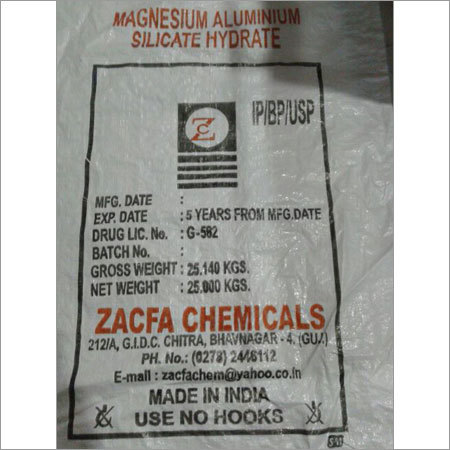 MAGNESIUM ALUMINIUM
SILICATE HYDRATE
ZC
IP/BP/USP
MFG. DATE :
EXP. DATE : 5 YEARS FROM MFG.DATE
DRUG LIC. No. : G-582
BATCH No. :
GROSS WEIGHT : 25.140 KGS.
NET WEIGHT : 25.000 KGS.
ZACFA CHEMICALS
212/A, G.I.D.C. CHITRA, BHAVNAGAR - 4. (GUJ.)
PH. No.: (0278) 2446112
E-mail : zacfachem@yahoo.co.in
MADE IN INDIA
USE NO HOOKS